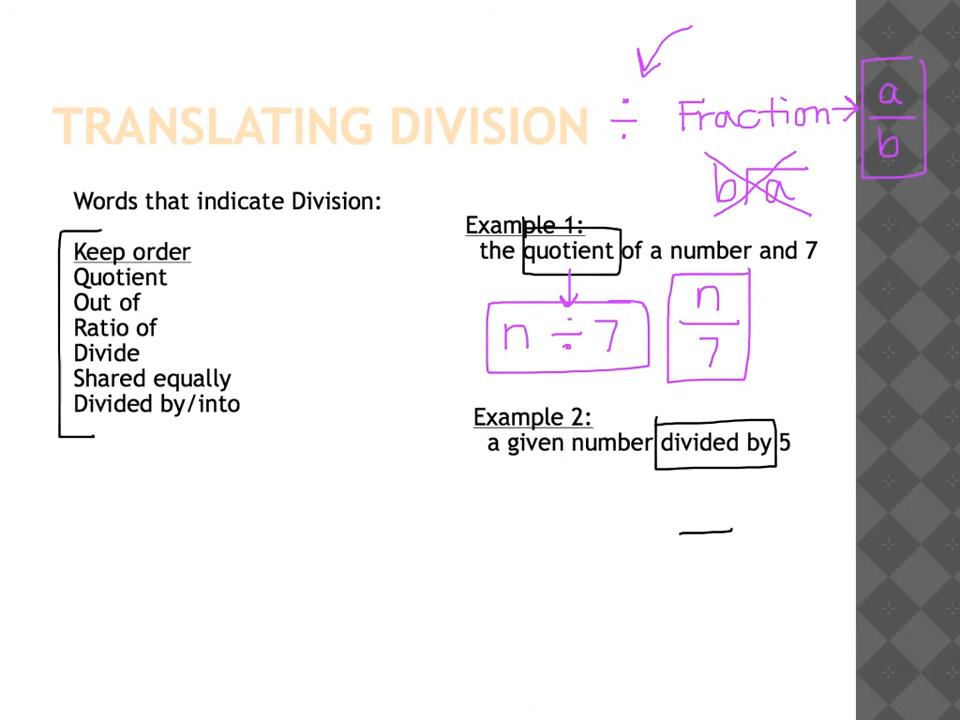 TRANSLATING DIVISION ÷ Fraction → a/b
b⟌a
Words that indicate Division:
Keep order
Quotient
Out of
Ratio of
Divide
Shared equally
Divided by/into
Example 1:
the quotient of a number and 7
n ÷ 7
n/7
Example 2:
a given number divided by 5